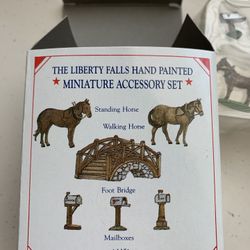 THE LIBERTY FALLS HAND PAINTED
MINIATURE ACCESSORY SET
Standing Horse
Walking Horse
Foot Bridge
Mailboxes